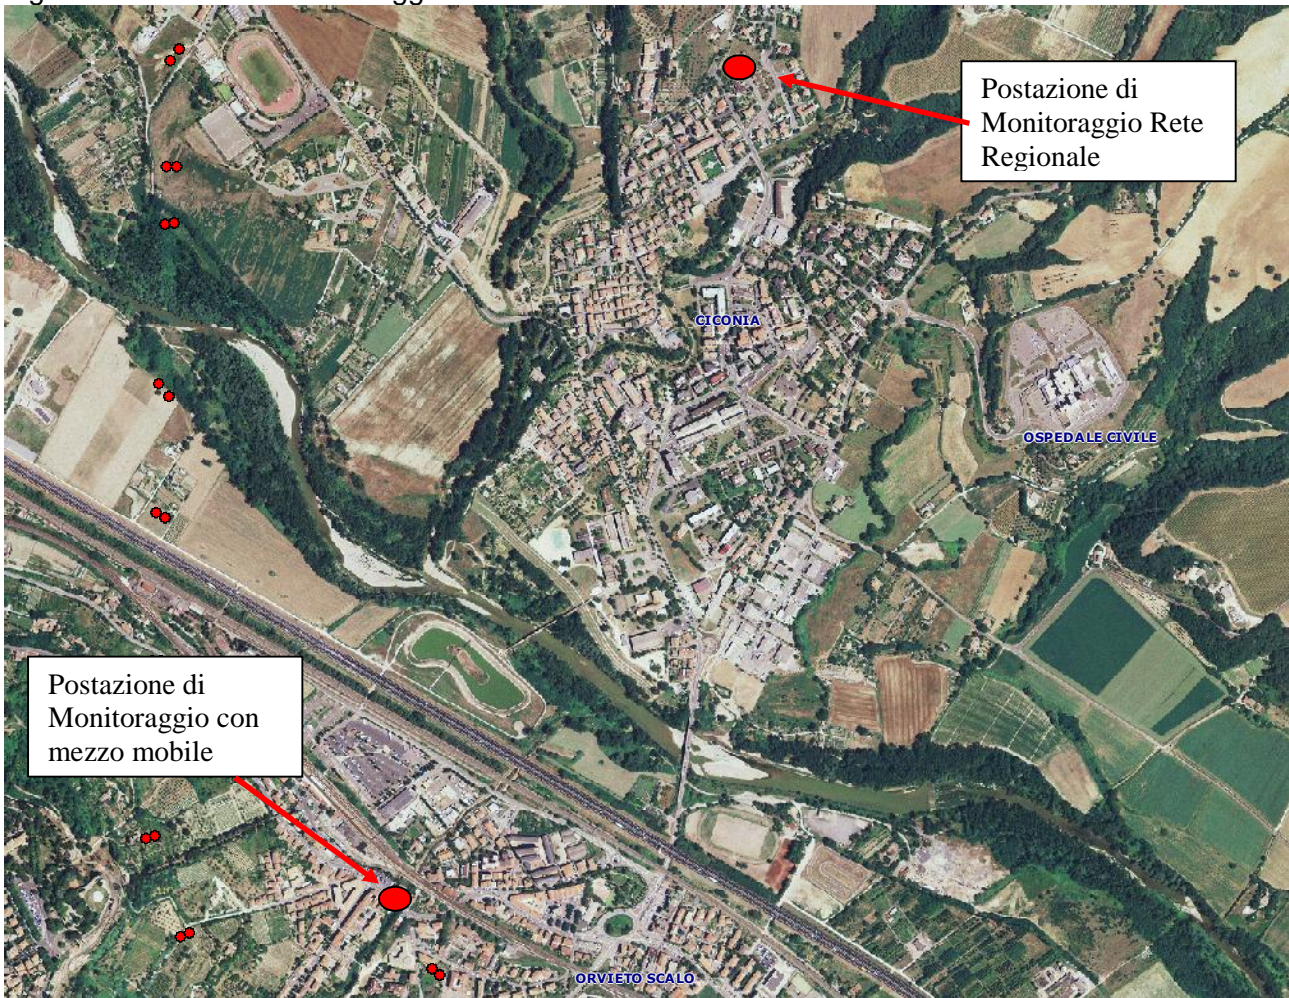 Postazione di
Monitoraggio Rete
Regionale
CICONIA
OSPEDALE CIVILE
Postazione di
Monitoraggio con
mezzo mobile
ORVIETO SCALO